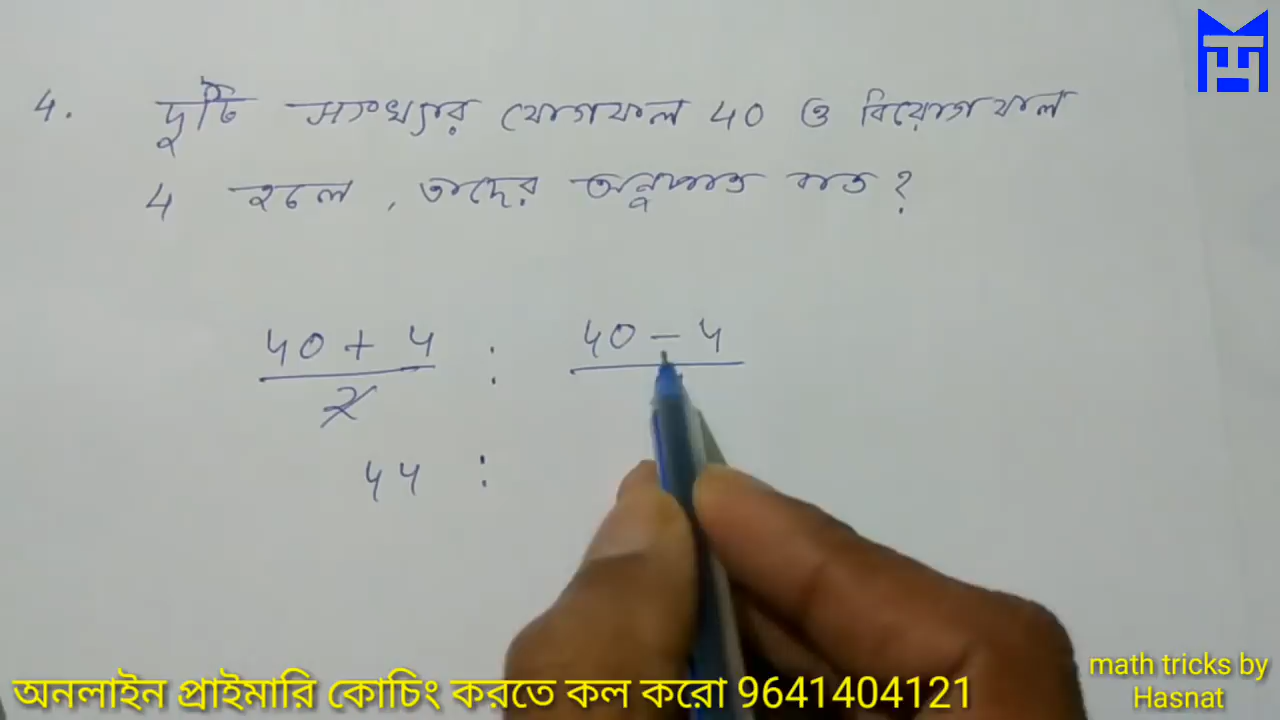 4. দুটি সংখ্যার যোগফল 40 ও বিয়োগফল
4 হলে, তাদের অনুপাত কত?
40 + 4 : 40 - 4
2
44 :
অনলাইন প্রাইমারি কোচিং করতে কল করো 9641404121
math tricks by
Hasnat